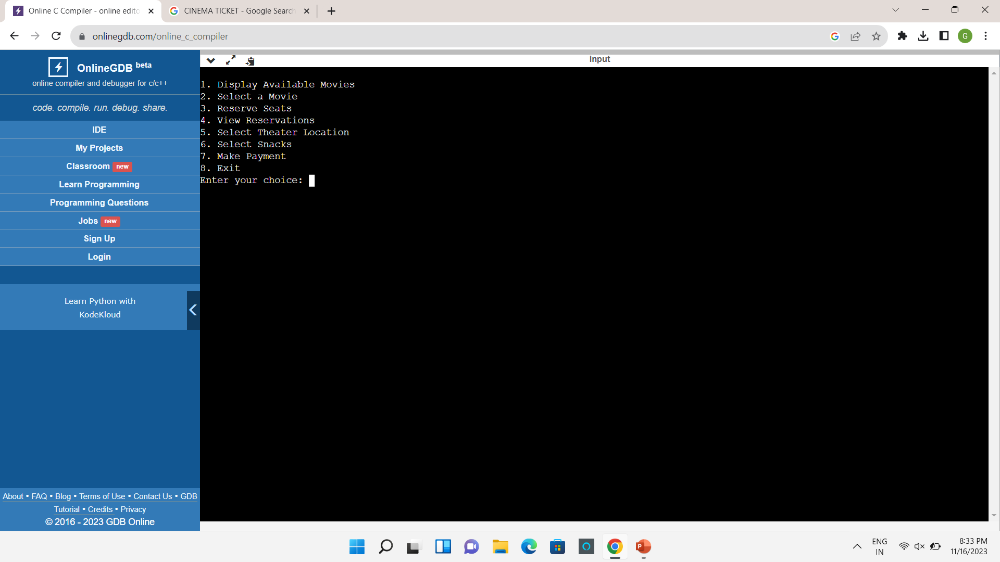 Online C Compiler - online edito
CINEMA TICKET - Google Search
onlinegdb.com/online_c_compiler
G
OnlineGDB beta
online compiler and debugger for c/c++
code. compile. run. debug. share.
IDE
My Projects
Classroom new
Learn Programming
Programming Questions
Jobs new
Sign Up
Login
Learn Python with
KodeKloud
About • FAQ • Blog • Terms of Use • Contact Us • GDB
Tutorial • Credits • Privacy
© 2016 - 2023 GDB Online
input
1. Display Available Movies
2. Select a Movie
3. Reserve Seats
4. View Reservations
5. Select Theater Location
6. Select Snacks
7. Make Payment
8. Exit
Enter your choice:
ENG
IN
8:33 PM
11/16/2023